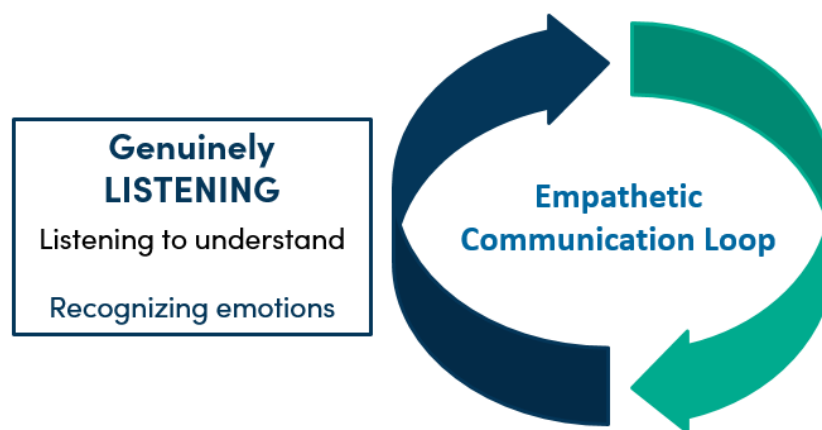 Genuinely
LISTENING
Listening to understand
Recognizing emotions
Empathetic
Communication Loop